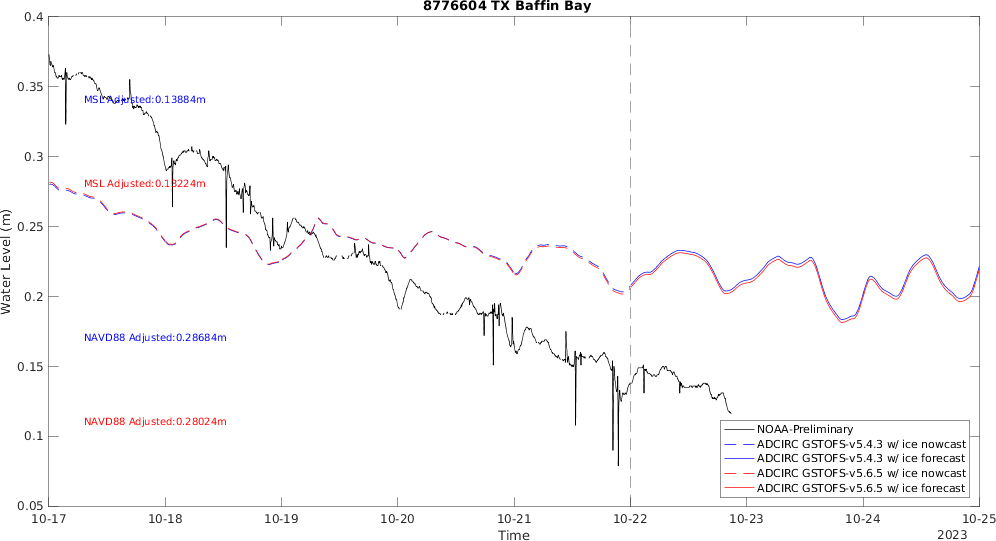 8776604 TX Baffin Bay
0.4
0.35
0.3
0.25
0.2
0.15
0.1
0.05
Water Level (m)
MSL Adjusted:0.13884m
MSL Adjusted:0.13224m
NAVD88 Adjusted:0.28684m
NAVD88 Adjusted:0.28024m
NOAA-Preliminary
ADCIRC GSTOFS-v5.4.3 w/ ice nowcast
ADCIRC GSTOFS-v5.4.3 w/ ice forecast
ADCIRC GSTOFS-v5.6.5 w/ ice nowcast
ADCIRC GSTOFS-v5.6.5 w/ ice forecast
10-17 10-18 10-19 10-20 10-21 10-22 10-23 10-24 10-25
Time
2023